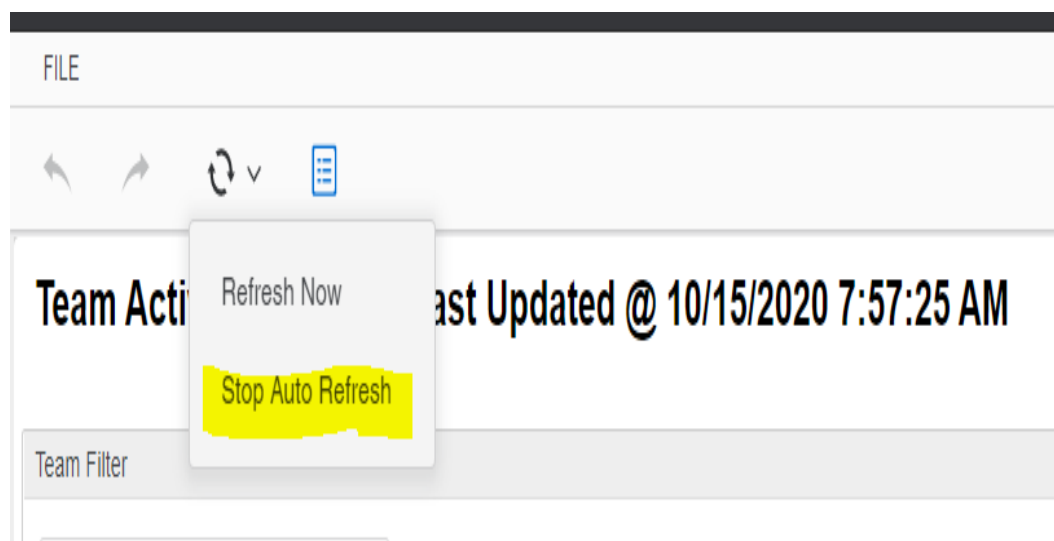 FILE
Refresh Now
Team Acti ast Updated @ 10/15/2020 7:57:25 AM
Stop Auto Refresh
Team Filter